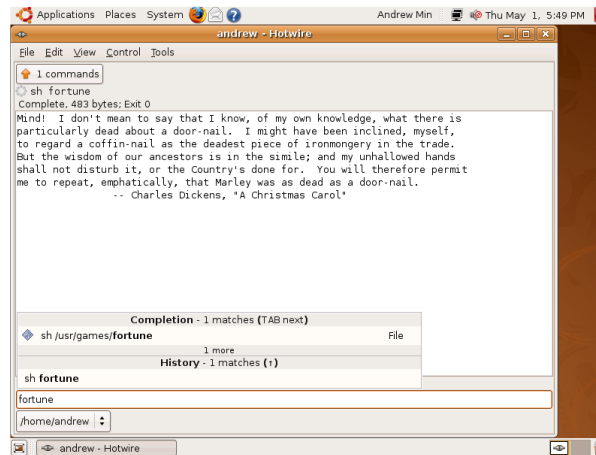 Applications Places System Andrew Min Thu May 1, 5:49 PM
andrew - Hotwire
File Edit View Control Tools
1 commands
sh fortune
Complete, 483 bytes; Exit 0
Mind! I don't mean to say that I know, of my own knowledge, what there is
particularly dead about a door-nail. I might have been inclined, myself,
to regard a coffin-nail as the deadest piece of ironmongery in the trade.
But the wisdom of our ancestors is in the simile; and my unhallowed hands
shall not disturb it, or the Country's done for. You will therefore permit
me to repeat, emphatically, that Marley was as dead as a door-nail.
-- Charles Dickens, "A Christmas Carol"
Completion - 1 matches (TAB next)
sh /usr/games/fortune File
1 more
History - 1 matches (↑)
sh fortune
fortune
/home/andrew
andrew - Hotwire